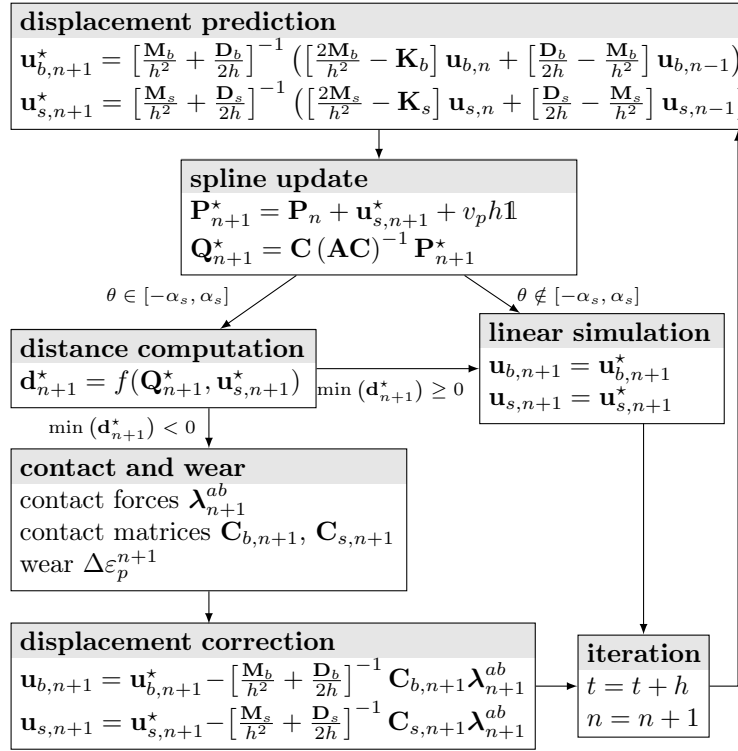 displacement prediction
𝐮⋆_{b,n+1} = [𝐌_b/h² + 𝐃_b/2h]⁻¹ ([2𝐌_b/h² − 𝐊_b] 𝐮_{b,n} + [𝐃_b/2h − 𝐌_b/h²] 𝐮_{b,n−1})
𝐮⋆_{s,n+1} = [𝐌_s/h² + 𝐃_s/2h]⁻¹ ([2𝐌_s/h² − 𝐊_s] 𝐮_{s,n} + [𝐃_s/2h − 𝐌_s/h²] 𝐮_{s,n−1})
spline update
𝐏⋆_{n+1} = 𝐏_n + 𝐮⋆_{s,n+1} + v_p h𝟙
𝐐⋆_{n+1} = 𝐂 (𝐀𝐂)⁻¹ 𝐏⋆_{n+1}
θ ∈ [−α_s, α_s]
θ ∉ [−α_s, α_s]
distance computation
𝐝⋆_{n+1} = f(𝐐⋆_{n+1}, 𝐮⋆_{s,n+1})
min (𝐝⋆_{n+1}) ≥ 0
linear simulation
𝐮_{b,n+1} = 𝐮⋆_{b,n+1}
𝐮_{s,n+1} = 𝐮⋆_{s,n+1}
min (𝐝⋆_{n+1}) < 0
contact and wear
contact forces 𝛌^{ab}_{n+1}
contact matrices 𝐂_{b,n+1}, 𝐂_{s,n+1}
wear Δε_p^{n+1}
displacement correction
𝐮_{b,n+1} = 𝐮⋆_{b,n+1} − [𝐌_b/h² + 𝐃_b/2h]⁻¹ 𝐂_{b,n+1} 𝛌^{ab}_{n+1}
𝐮_{s,n+1} = 𝐮⋆_{s,n+1} − [𝐌_s/h² + 𝐃_s/2h]⁻¹ 𝐂_{s,n+1} 𝛌^{ab}_{n+1}
iteration
t = t + h
n = n + 1